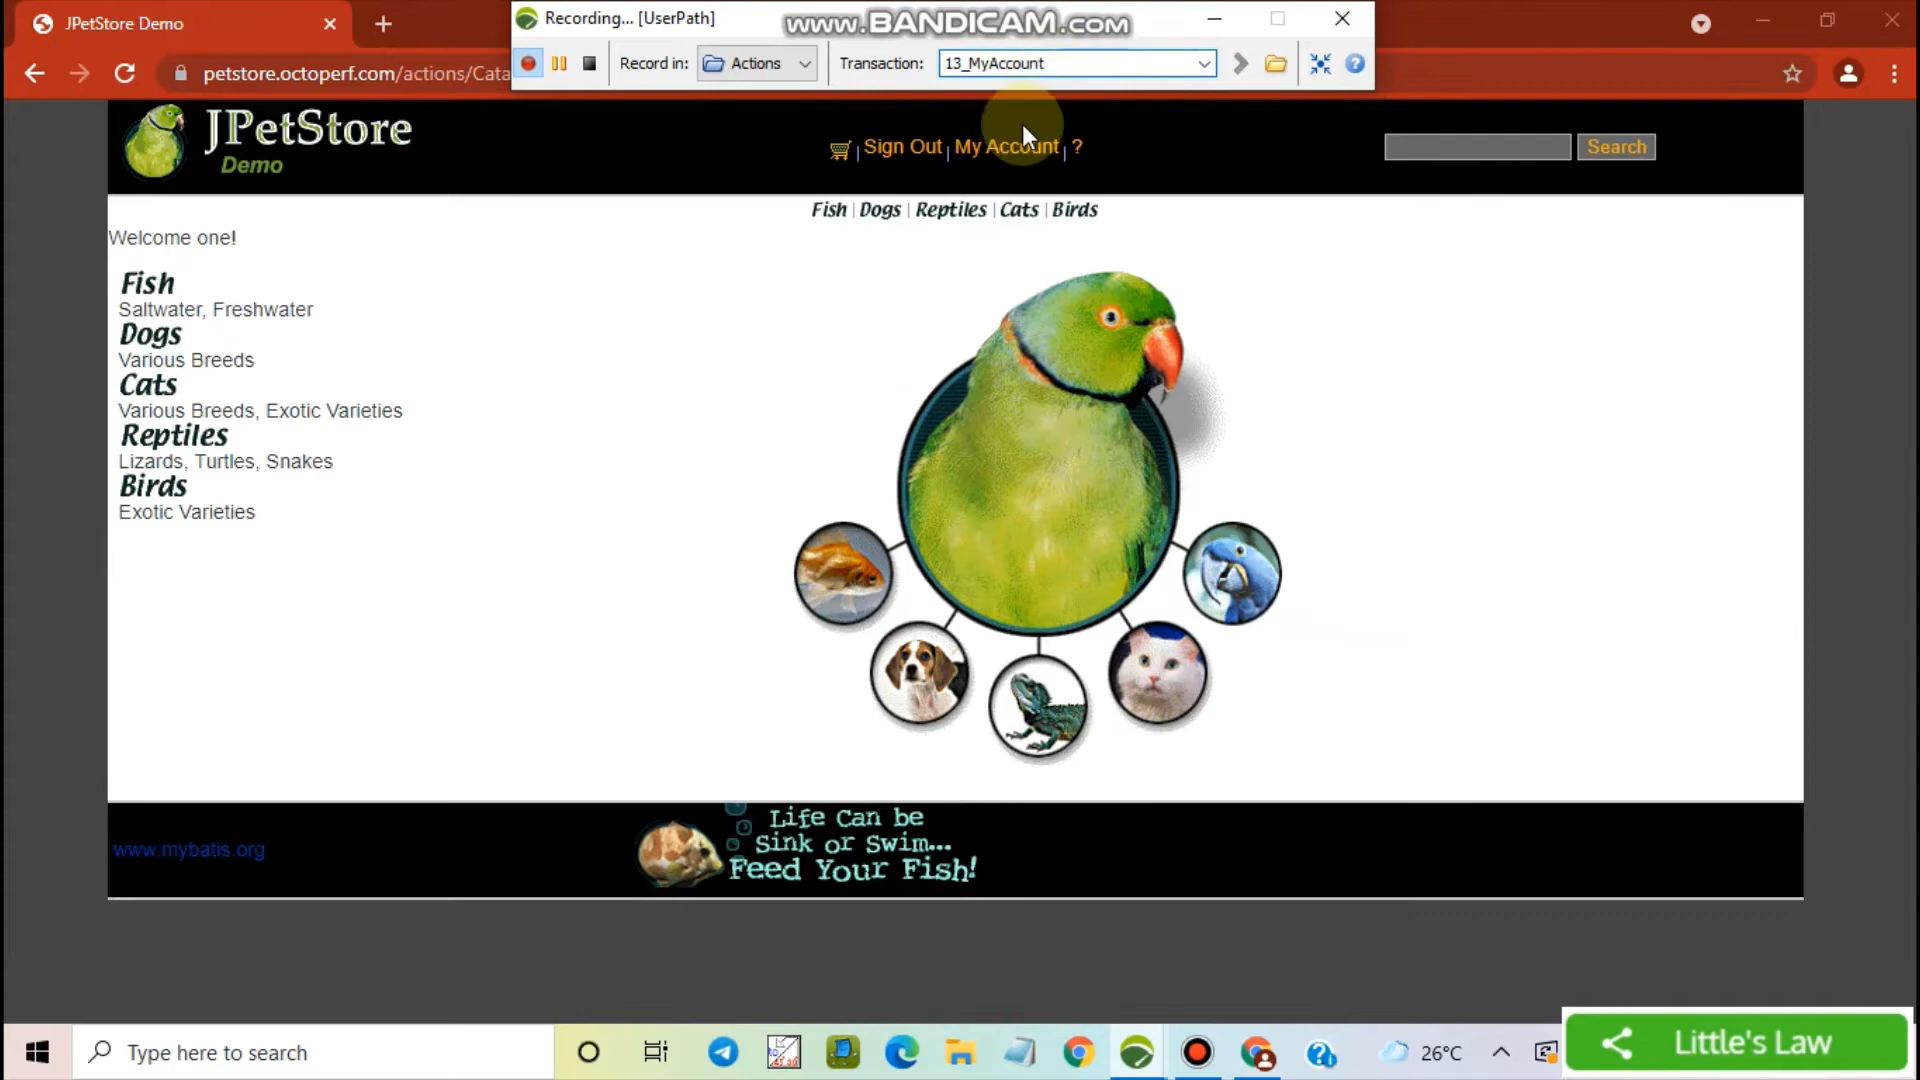 JPetStore Demo
Recording... [UserPath]
www.BANDICAM.com
petstore.octoperf.com/actions/Cata
Record in:
Actions
Transaction:
13_MyAccount
JPetStore
Demo
Sign Out | My Account | ?
Search
Fish | Dogs | Reptiles | Cats | Birds
Welcome one!
Fish
Saltwater, Freshwater
Dogs
Various Breeds
Cats
Various Breeds, Exotic Varieties
Reptiles
Lizards, Turtles, Snakes
Birds
Exotic Varieties
www.mybatis.org
Life Can be
Sink or Swim...
Feed Your Fish!
Type here to search
26°C
Little's Law